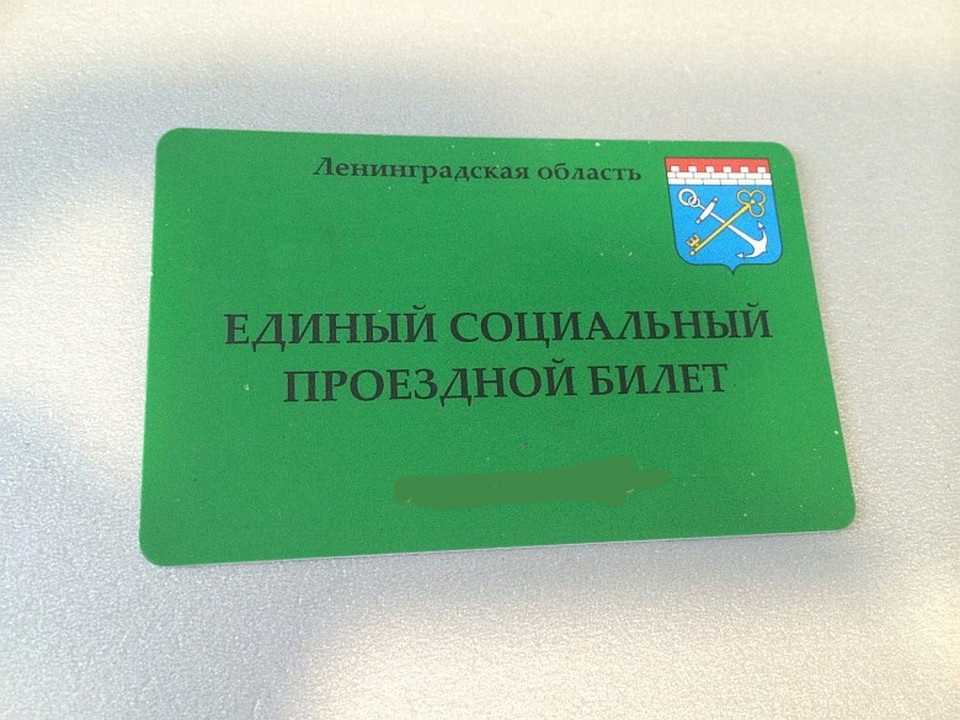 Ленинградская область
ЕДИНЫЙ СОЦИАЛЬНЫЙ
ПРОЕЗДНОЙ БИЛЕТ